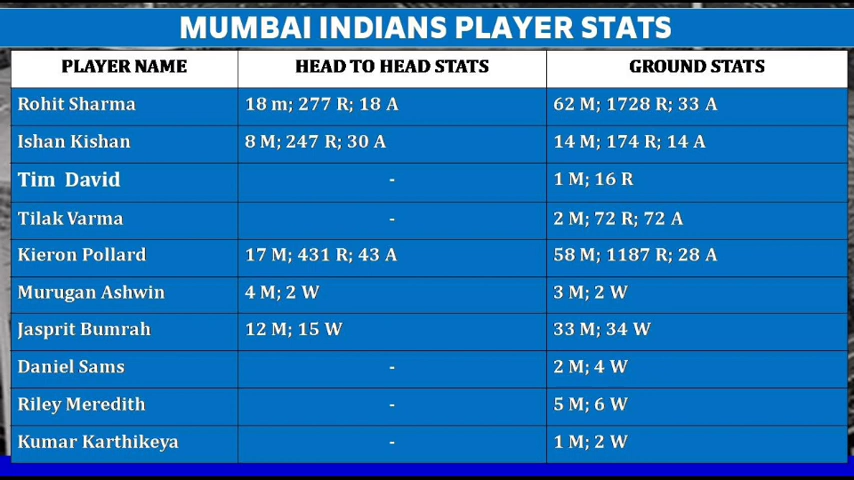 MUMBAI INDIANS PLAYER STATS
PLAYER NAME HEAD TO HEAD STATS GROUND STATS
Rohit Sharma 18 m; 277 R; 18 A 62 M; 1728 R; 33 A
Ishan Kishan 8 M; 247 R; 30 A 14 M; 174 R; 14 A
Tim David - 1 M; 16 R
Tilak Varma - 2 M; 72 R; 72 A
Kieron Pollard 17 M; 431 R; 43 A 58 M; 1187 R; 28 A
Murugan Ashwin 4 M; 2 W 3 M; 2 W
Jasprit Bumrah 12 M; 15 W 33 M; 34 W
Daniel Sams - 2 M; 4 W
Riley Meredith - 5 M; 6 W
Kumar Karthikeya - 1 M; 2 W